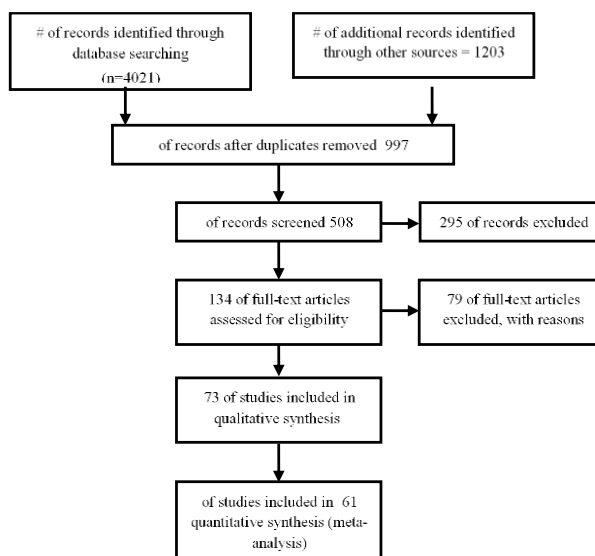 # of records identified through
database searching
(n=4021)
# of additional records identified
through other sources = 1203
of records after duplicates removed 997
of records screened 508
295 of records excluded
134 of full-text articles
assessed for eligibility
79 of full-text articles
excluded, with reasons
73 of studies included in
qualitative synthesis
of studies included in 61
quantitative synthesis (meta-
analysis)